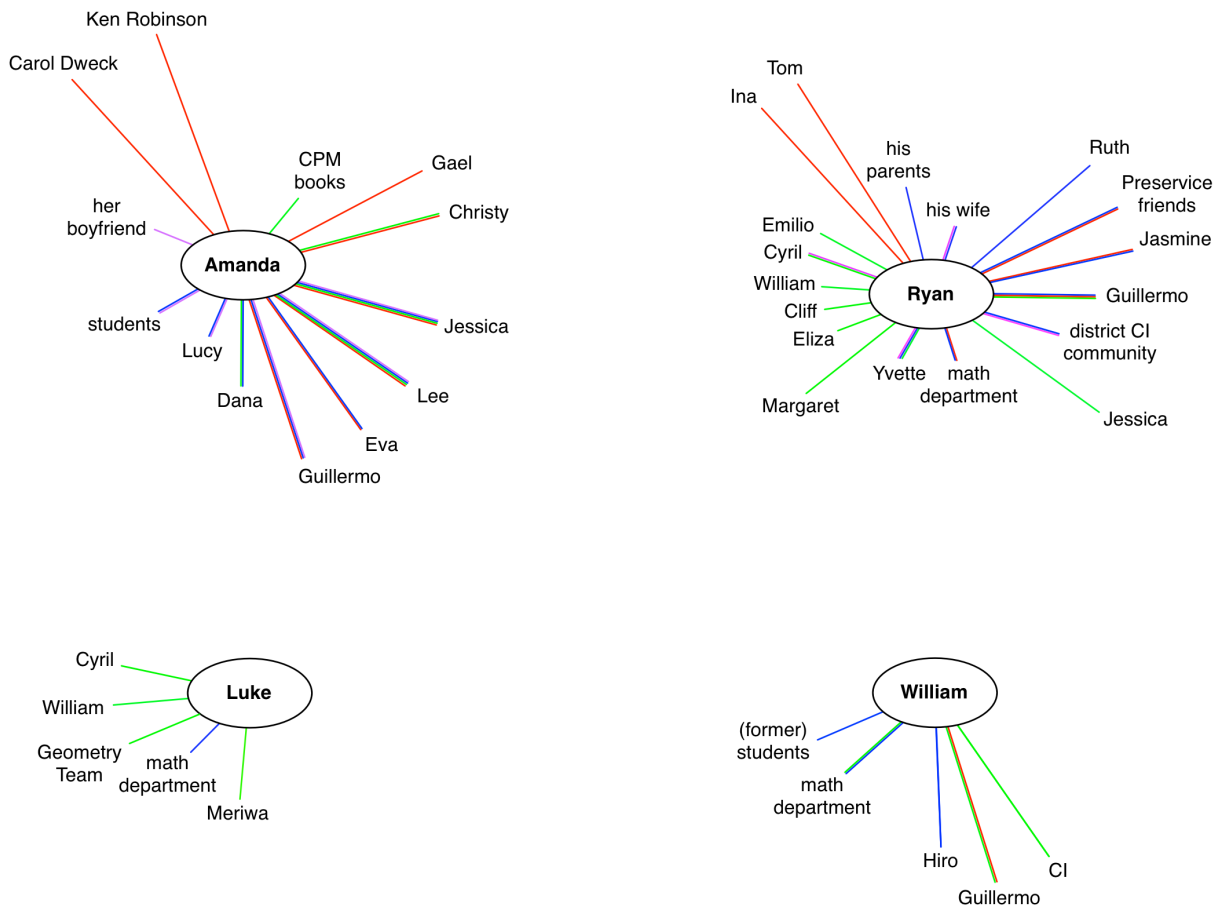 Ken Robinson
Carol Dweck
CPM
books
Gael
Christy
her
boyfriend
Amanda
students
Lucy
Dana
Guillermo
Eva
Lee
Jessica
Tom
Ina
his
parents
his wife
Ruth
Preservice
friends
Jasmine
Emilio
Cyril
William
Cliff
Eliza
Margaret
Ryan
Guillermo
district CI
community
Yvette
math
department
Jessica
Cyril
William
Geometry
Team
math
department
Meriwa
Luke
William
(former)
students
math
department
Hiro
Guillermo
CI